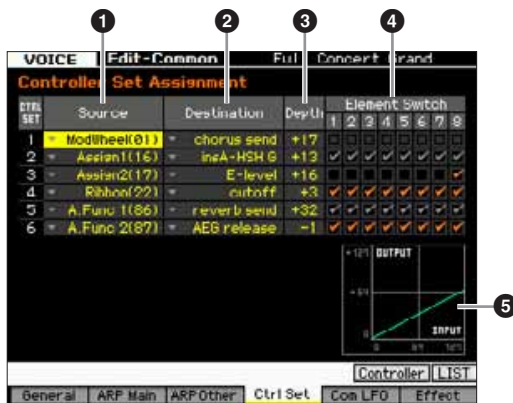 1 2 3 4
VOICE Edit-Common Full Concert Grand
Controller Set Assignment
CTRL SET Source Destination Depth Element Switch
1 2 3 4 5 6 7 8
1 ModWheel(01) chorus send +17
2 Assign1(16) insA-HSH G +13
3 Assign2(17) E-level +16
4 Ribbon(22) cutoff +3
5 A.Func 1(86) reverb send +32
6 A.Func 2(87) AEG release -1
+127 OUTPUT
+64
5
0 INPUT
0 64 127
Controller LIST
General ARP Main ARP Other Ctrl Set Com LFO Effect